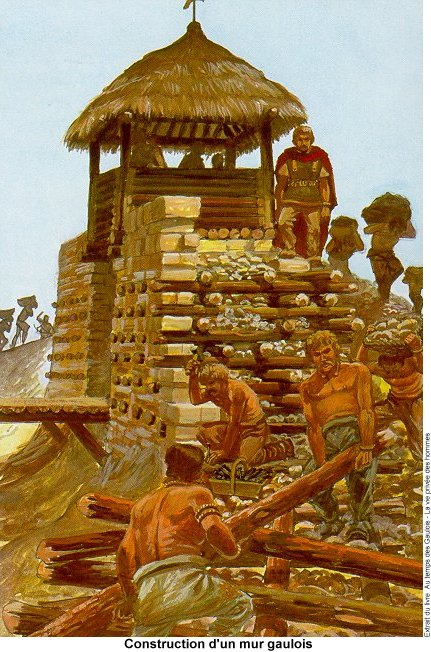 Construction d'un mur gaulois
Extrait du livre Au temps des Gaulois - La vie privée des hommes